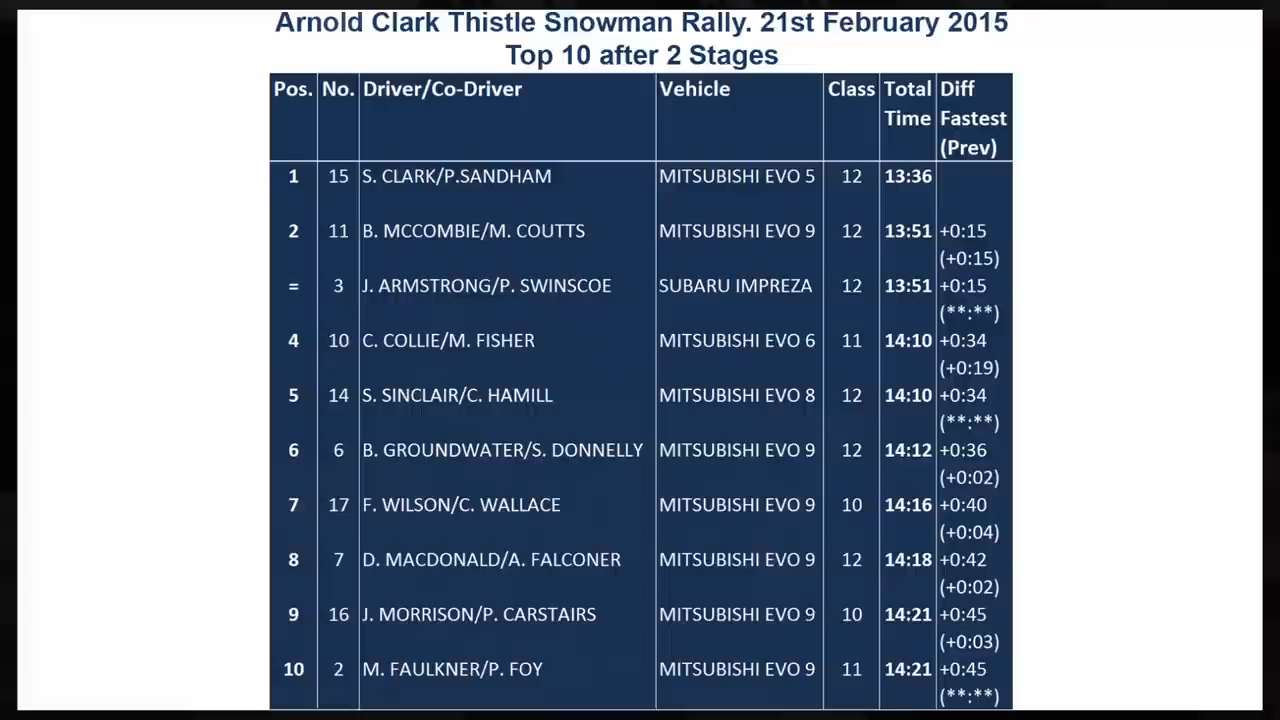 Arnold Clark Thistle Snowman Rally. 21st February 2015
Top 10 after 2 Stages
Pos. No. Driver/Co-Driver Vehicle Class Total Time Diff Fastest (Prev)
1 15 S. CLARK/P.SANDHAM MITSUBISHI EVO 5 12 13:36
2 11 B. MCCOMBIE/M. COUTTS MITSUBISHI EVO 9 12 13:51 +0:15
(+0:15)
= 3 J. ARMSTRONG/P. SWINSCOE SUBARU IMPREZA 12 13:51 +0:15
(**:**)
4 10 C. COLLIE/M. FISHER MITSUBISHI EVO 6 11 14:10 +0:34
(+0:19)
5 14 S. SINCLAIR/C. HAMILL MITSUBISHI EVO 8 12 14:10 +0:34
(**:**)
6 6 B. GROUNDWATER/S. DONNELLY MITSUBISHI EVO 9 12 14:12 +0:36
(+0:02)
7 17 F. WILSON/C. WALLACE MITSUBISHI EVO 9 10 14:16 +0:40
(+0:04)
8 7 D. MACDONALD/A. FALCONER MITSUBISHI EVO 9 12 14:18 +0:42
(+0:02)
9 16 J. MORRISON/P. CARSTAIRS MITSUBISHI EVO 9 10 14:21 +0:45
(+0:03)
10 2 M. FAULKNER/P. FOY MITSUBISHI EVO 9 11 14:21 +0:45
(**:**)